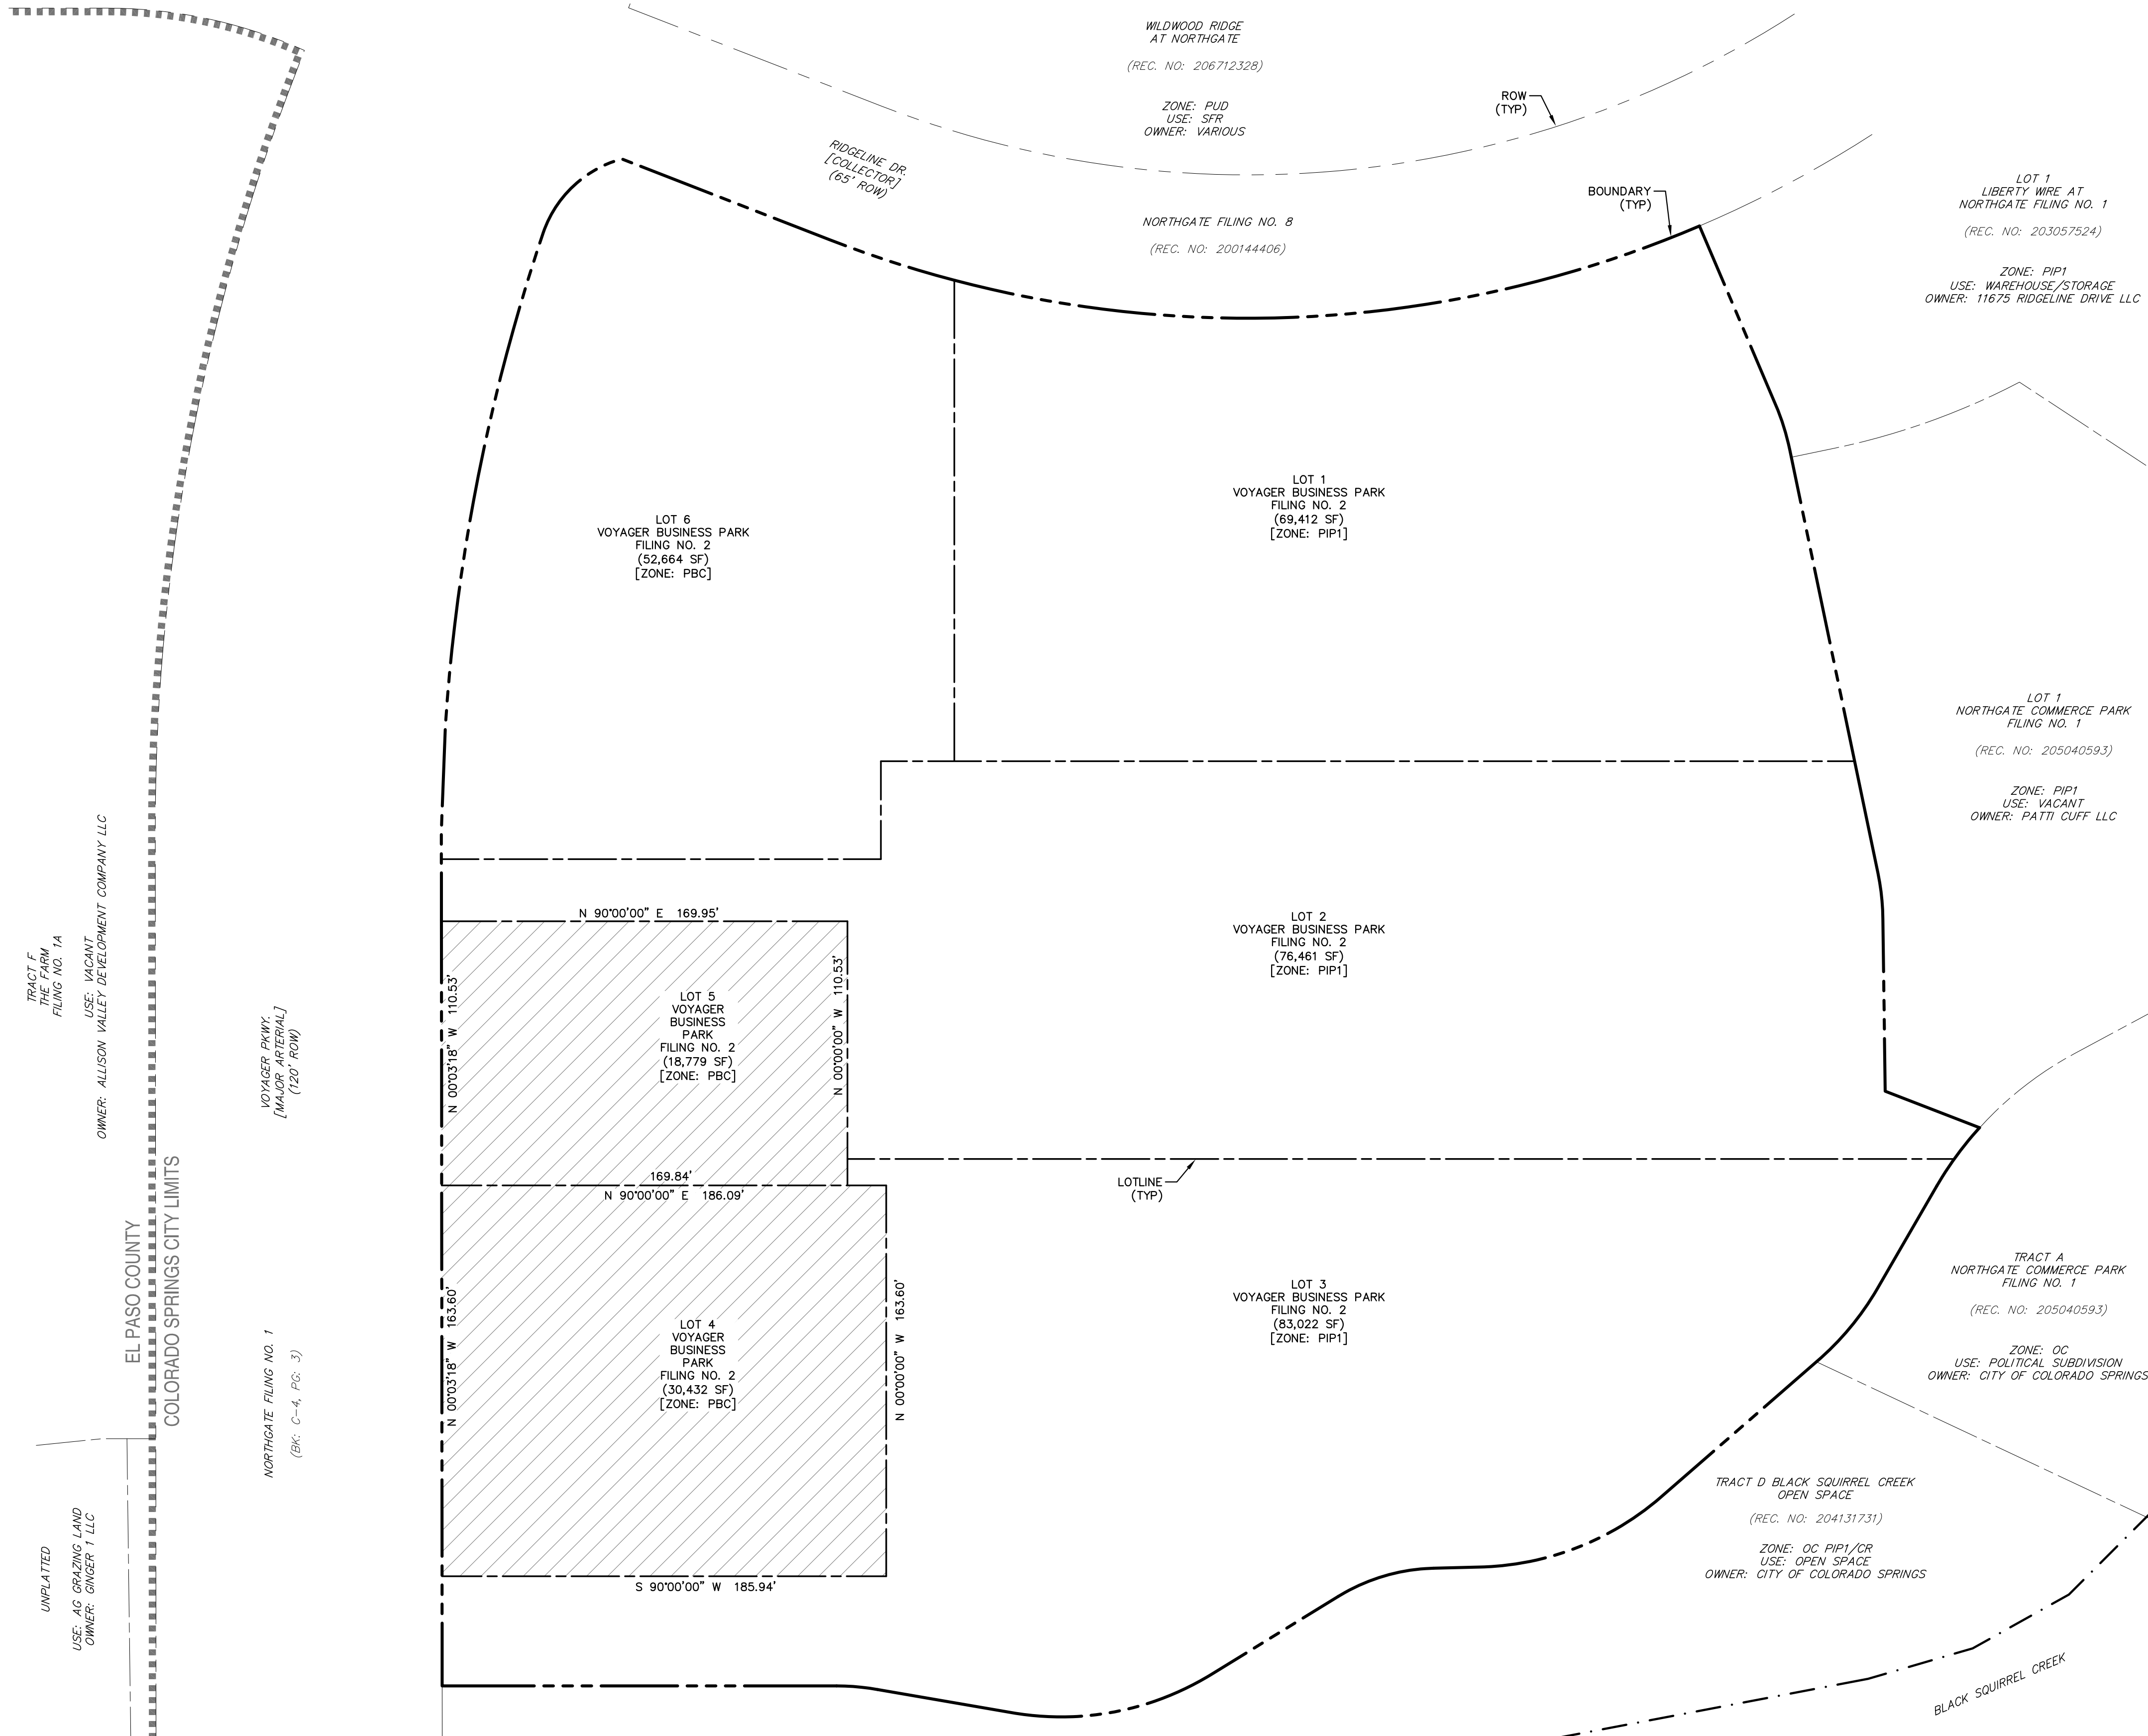 WILDWOOD RIDGE
AT NORTHGATE
(REC. NO: 206712328)
ZONE: PUD
USE: SFR
OWNER: VARIOUS
ROW
(TYP)
RIDGELINE DR.
[COLLECTOR]
(65' ROW)
BOUNDARY
(TYP)
NORTHGATE FILING NO. 8
(REC. NO: 200144406)
LOT 1
LIBERTY WIRE AT
NORTHGATE FILING NO. 1
(REC. NO: 203057524)
ZONE: PIP1
USE: WAREHOUSE/STORAGE
OWNER: 11675 RIDGELINE DRIVE LLC
LOT 6
VOYAGER BUSINESS PARK
FILING NO. 2
(52,664 SF)
[ZONE: PBC]
LOT 1
VOYAGER BUSINESS PARK
FILING NO. 2
(69,412 SF)
[ZONE: PIP1]
LOT 1
NORTHGATE COMMERCE PARK
FILING NO. 1
(REC. NO: 205040593)
ZONE: PIP1
USE: VACANT
OWNER: PATTI CUFF LLC
TRACT F
THE FARM
FILING NO. 1A
USE: VACANT
OWNER: ALLISON VALLEY DEVELOPMENT COMPANY LLC
VOYAGER PKWY.
[MAJOR ARTERIAL]
(120' ROW)
N 90°00'00" E 169.95'
N 00°03'18" W 110.53'
LOT 5
VOYAGER
BUSINESS
PARK
FILING NO. 2
(18,779 SF)
[ZONE: PBC]
N 00°00'00" W 110.53'
LOT 2
VOYAGER BUSINESS PARK
FILING NO. 2
(76,461 SF)
[ZONE: PIP1]
169.84'
N 90°00'00" E 186.09'
LOTLINE
(TYP)
EL PASO COUNTY
COLORADO SPRINGS CITY LIMITS
NORTHGATE FILING NO. 1
(BK: C-4, PG: 3)
N 00°03'18" W 163.60'
LOT 4
VOYAGER
BUSINESS
PARK
FILING NO. 2
(30,432 SF)
[ZONE: PBC]
N 00°00'00" W 163.60'
LOT 3
VOYAGER BUSINESS PARK
FILING NO. 2
(83,022 SF)
[ZONE: PIP1]
TRACT A
NORTHGATE COMMERCE PARK
FILING NO. 1
(REC. NO: 205040593)
ZONE: OC
USE: POLITICAL SUBDIVISION
OWNER: CITY OF COLORADO SPRINGS
UNPLATTED
USE: AG GRAZING LAND
OWNER: GINGER 1 LLC
S 90°00'00" W 185.94'
TRACT D BLACK SQUIRREL CREEK
OPEN SPACE
(REC. NO: 204131731)
ZONE: OC PIP1/CR
USE: OPEN SPACE
OWNER: CITY OF COLORADO SPRINGS
BLACK SQUIRREL CREEK